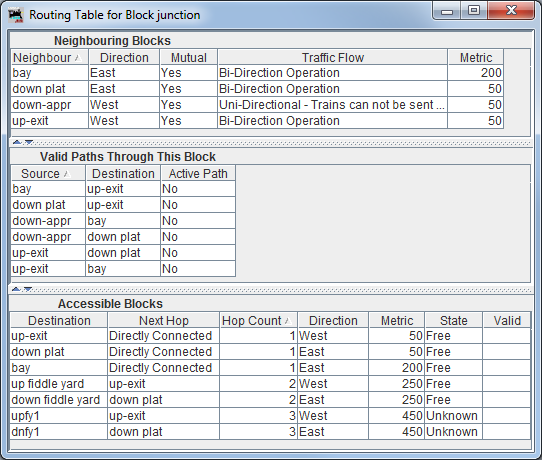 Routing Table for Block junction
Neighbouring Blocks
Neighbour Direction Mutual Traffic Flow Metric
bay East Yes Bi-Direction Operation 200
down plat East Yes Bi-Direction Operation 50
down-appr West Yes Uni-Directional - Trains can not be sent ... 50
up-exit West Yes Bi-Direction Operation 50
Valid Paths Through This Block
Source Destination Active Path
bay up-exit No
down plat up-exit No
down-appr bay No
down-appr down plat No
up-exit down plat No
up-exit bay No
Accessible Blocks
Destination Next Hop Hop Count Direction Metric State Valid
up-exit Directly Connected 1 West 50 Free
down plat Directly Connected 1 East 50 Free
bay Directly Connected 1 East 200 Free
up fiddle yard up-exit 2 West 250 Free
down fiddle yard down plat 2 East 250 Free
upfy1 up-exit 3 West 450 Unknown
dnfy1 down plat 3 East 450 Unknown